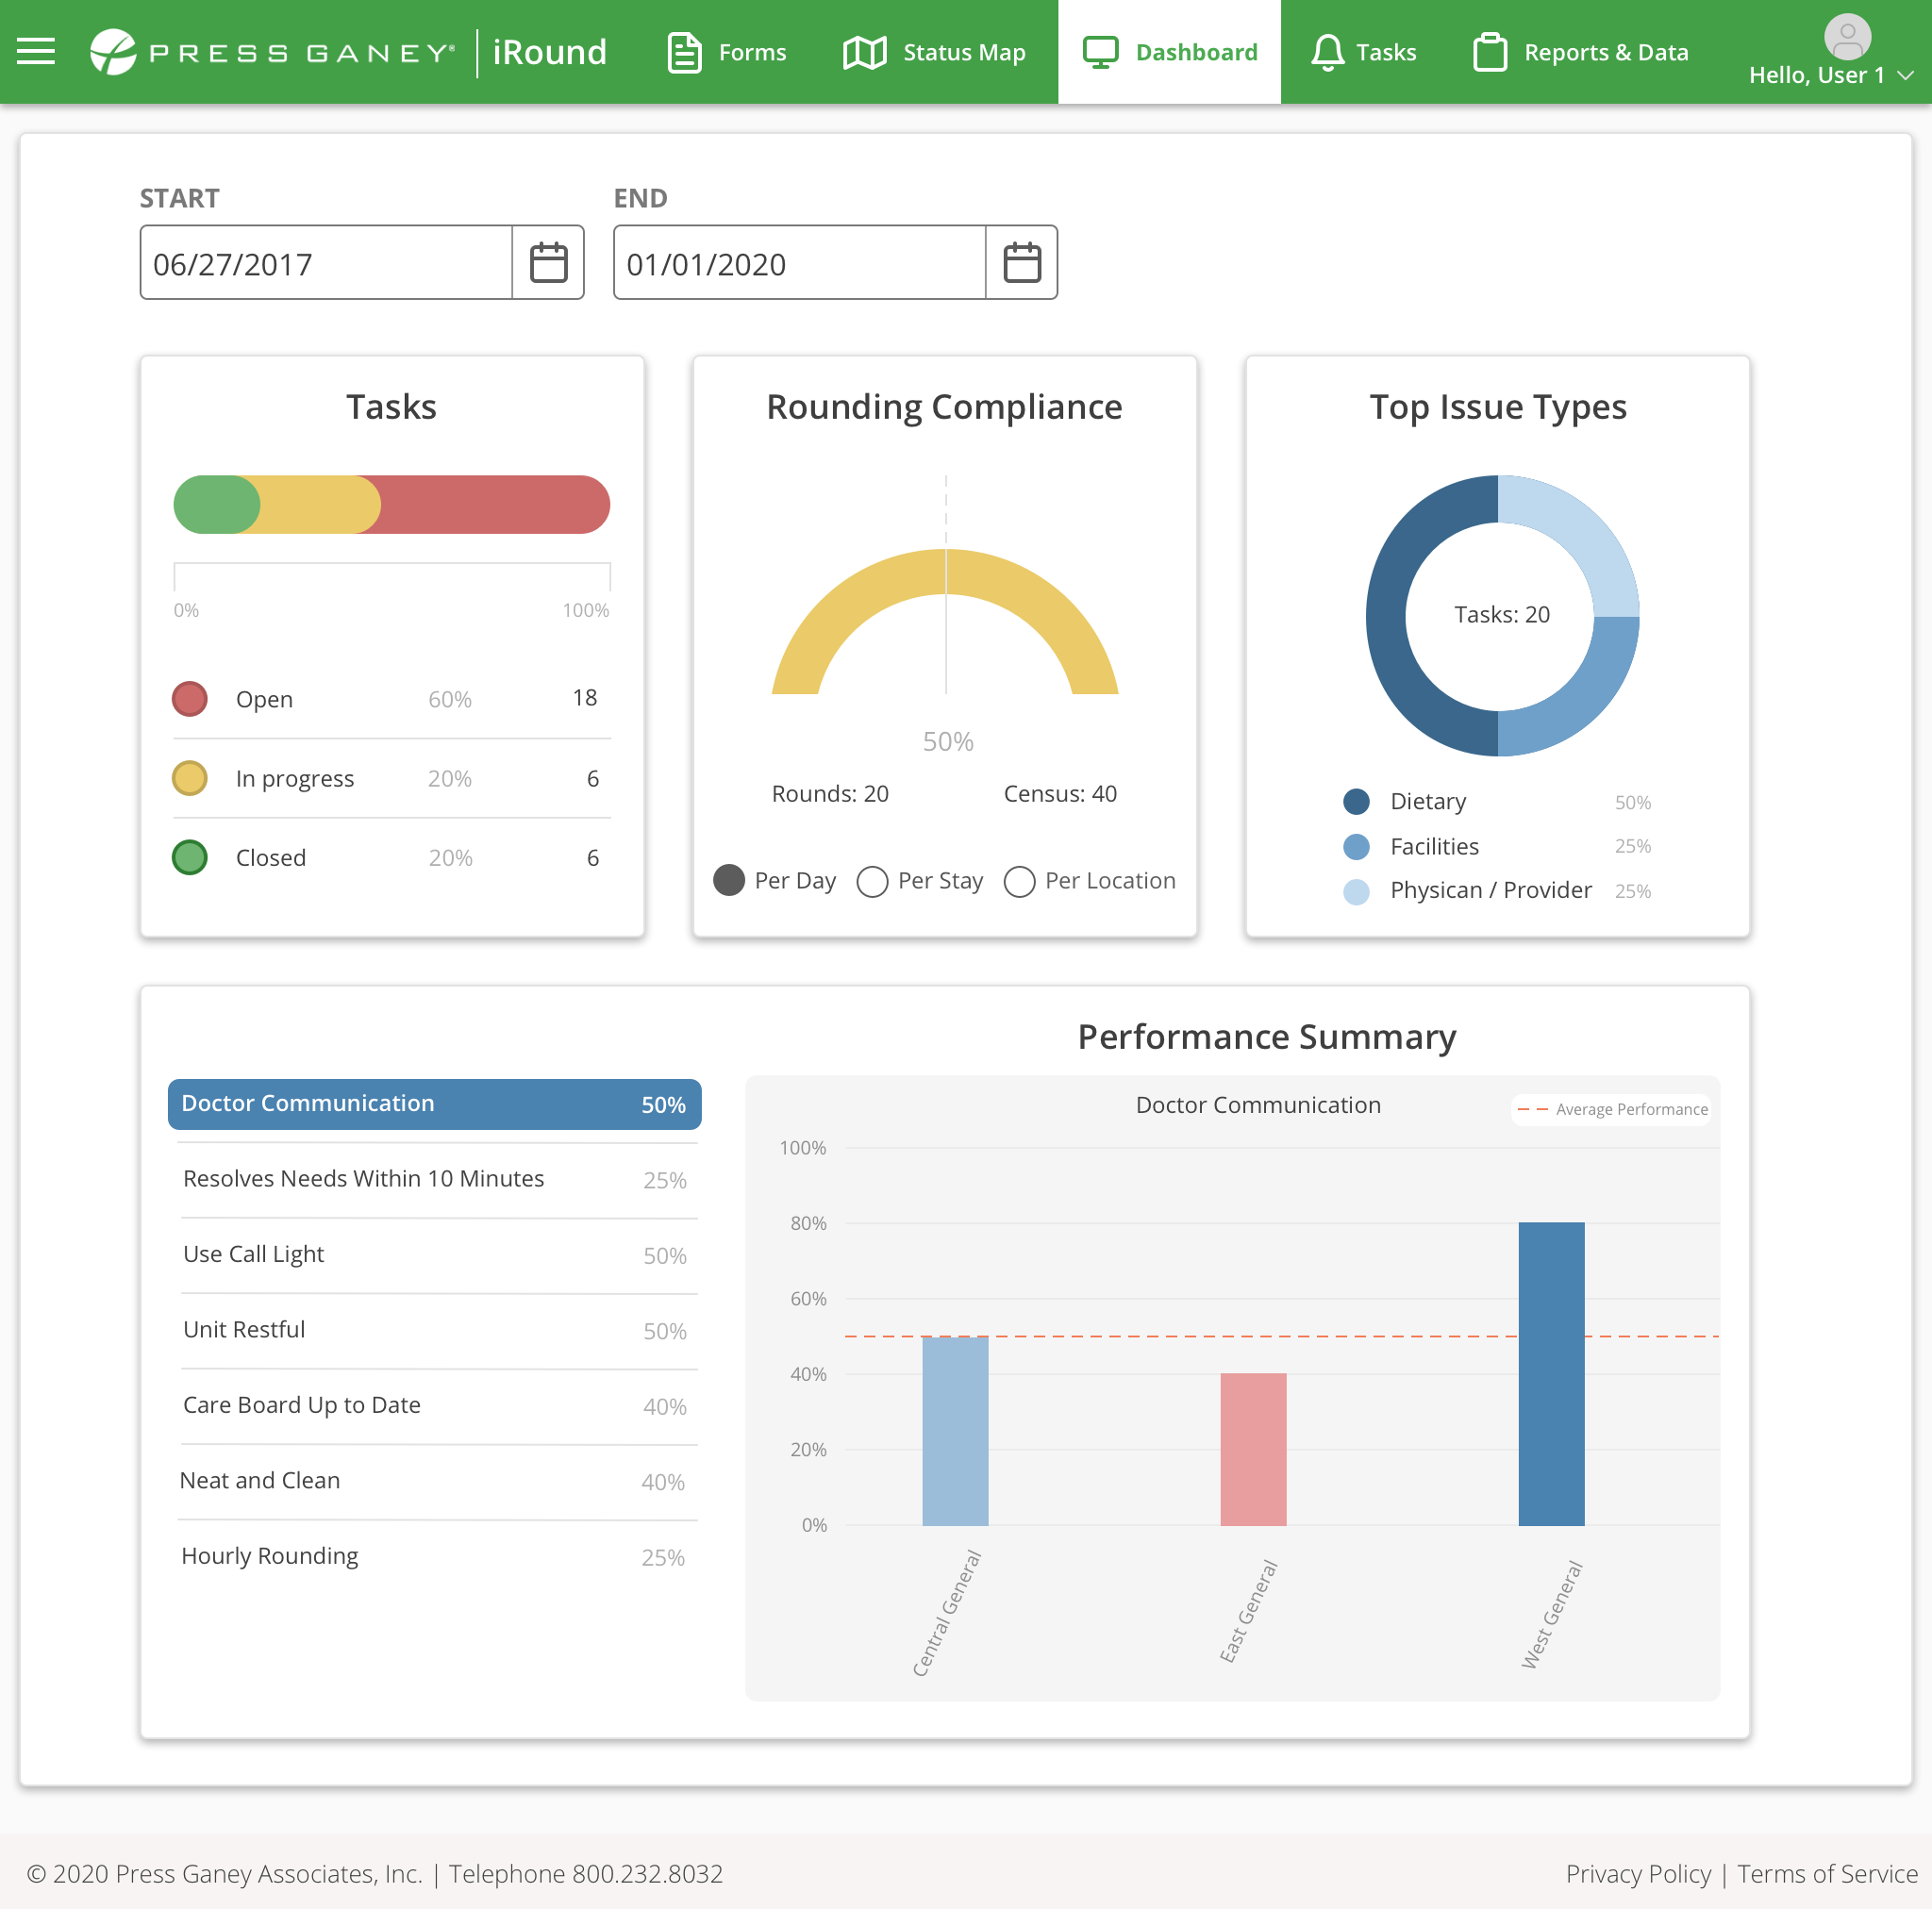 PRESS GANEY® iRound Forms Status Map Dashboard Tasks Reports & Data
Hello, User 1
START END
06/27/2017 01/01/2020
Tasks
0% 100%
Open 60% 18
In progress 20% 6
Closed 20% 6
Rounding Compliance
50%
Rounds: 20 Census: 40
Per Day Per Stay Per Location
Top Issue Types
Tasks: 20
Dietary 50%
Facilities 25%
Physican / Provider 25%
Doctor Communication 50%
Resolves Needs Within 10 Minutes 25%
Use Call Light 50%
Unit Restful 50%
Care Board Up to Date 40%
Neat and Clean 40%
Hourly Rounding 25%
Performance Summary
Doctor Communication
Average Performance
100%
80%
60%
40%
20%
0%
Central General
East General
West General
© 2020 Press Ganey Associates, Inc. | Telephone 800.232.8032
Privacy Policy | Terms of Service